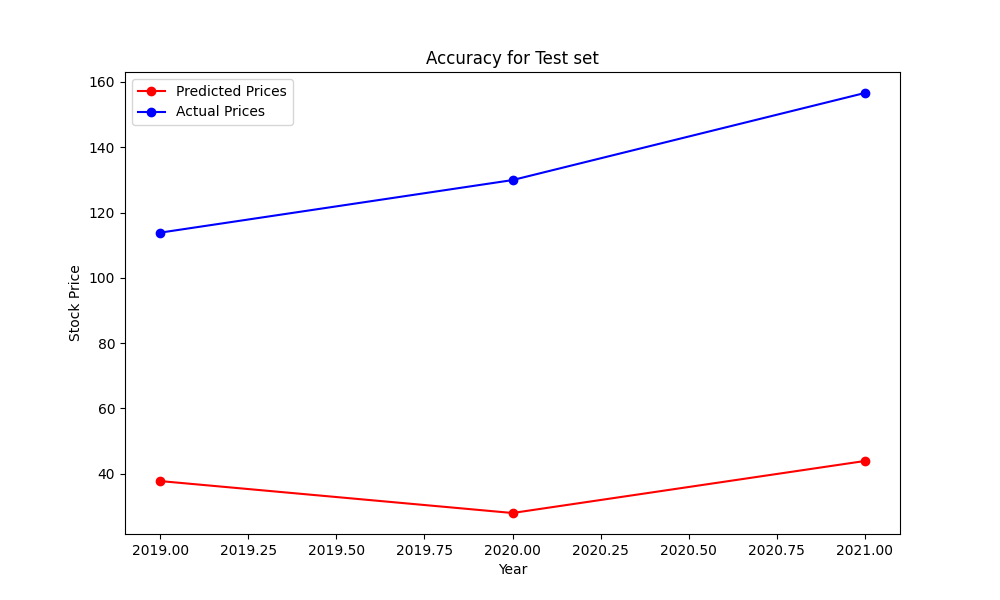 Accuracy for Test set
Predicted Prices
Actual Prices
160
140
120
100
80
60
40
Stock Price
2019.00 2019.25 2019.50 2019.75 2020.00 2020.25 2020.50 2020.75 2021.00
Year